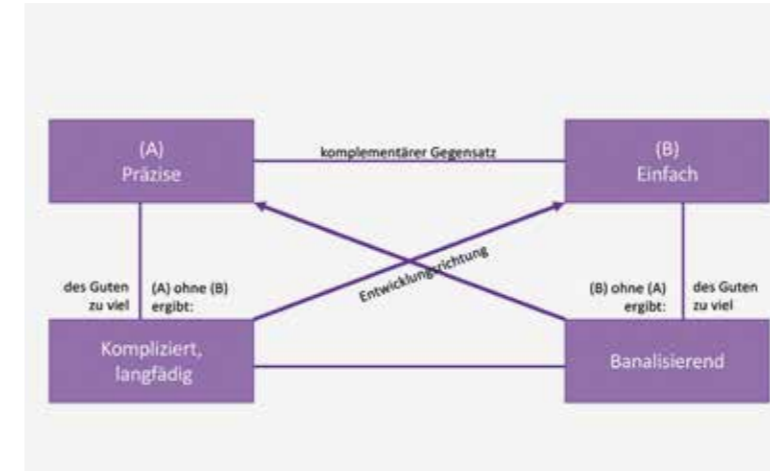 (A)
Präzise
komplementärer Gegensatz
(B)
Einfach
des Guten
zu viel
(A) ohne (B)
ergibt:
Entwicklungsrichtung
(B) ohne (A)
ergibt:
des Guten
zu viel
Kompliziert,
langfädig
Banalisierend